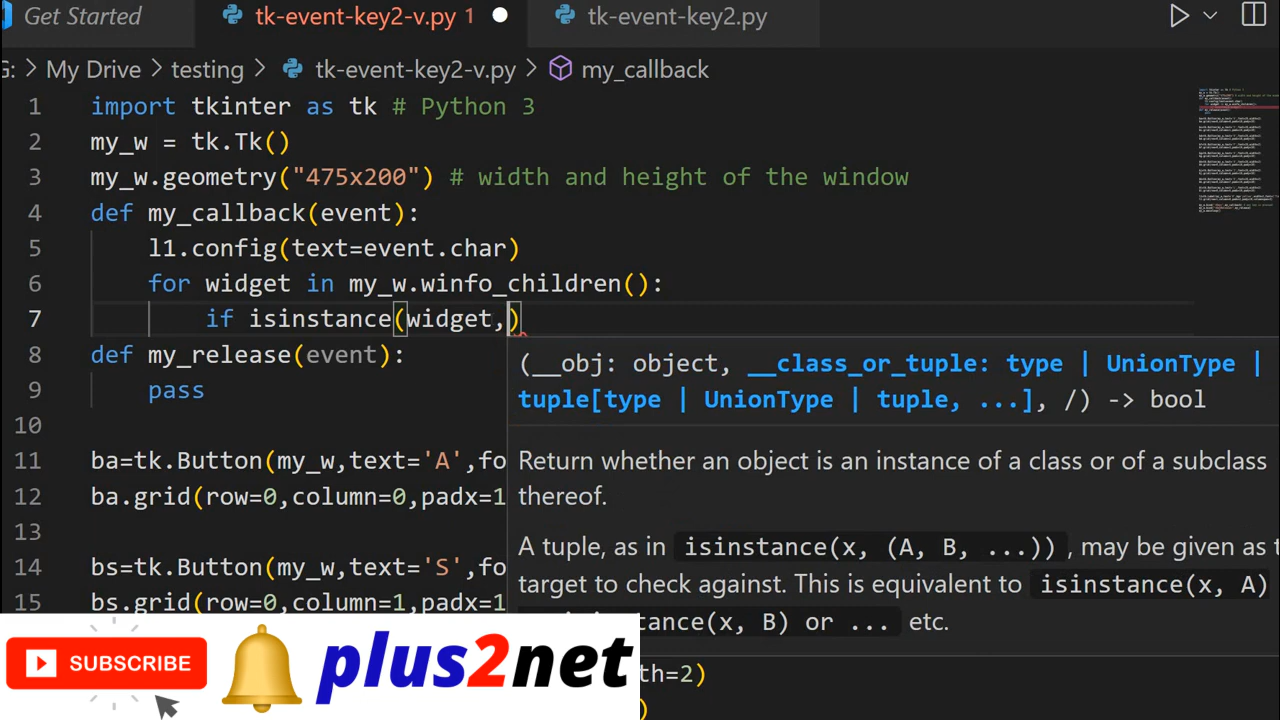 Get Started
tk-event-key2-v.py 1
tk-event-key2.py
G: > My Drive > testing > tk-event-key2-v.py > my_callback
1 import tkinter as tk # Python 3
2 my_w = tk.Tk()
3 my_w.geometry("475x200") # width and height of the window
4 def my_callback(event):
5 l1.config(text=event.char)
6 for widget in my_w.winfo_children():
7 if isinstance(widget,)
8 def my_release(event):
9 pass
10
11 ba=tk.Button(my_w,text='A',fo
12 ba.grid(row=0,column=0,padx=1
13
14 bs=tk.Button(my_w,text='S',fo
15 bs.grid(row=0,column=1,padx=1
(__obj: object, __class_or_tuple: type | UnionType |
tuple[type | UnionType | tuple, ...], /) -> bool
Return whether an object is an instance of a class or of a subclass
thereof.
A tuple, as in isinstance(x, (A, B, ...)) , may be given as t
target to check against. This is equivalent to isinstance(x, A)
tance(x, B) or ... etc.
th=2)
)
SUBSCRIBE
plus2net